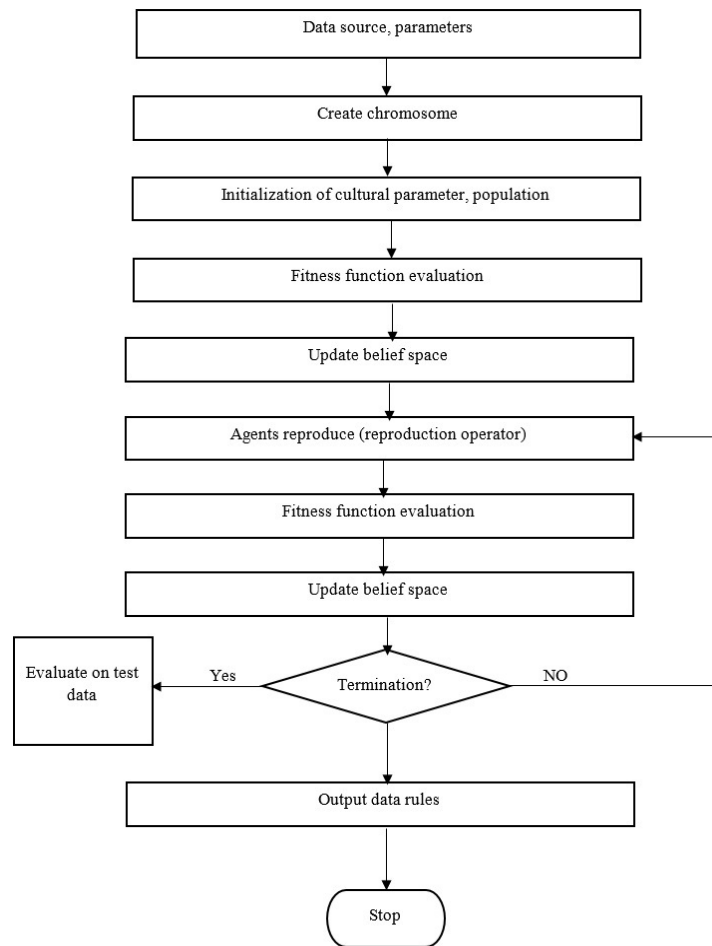 Data source, parameters
Create chromosome
Initialization of cultural parameter, population
Fitness function evaluation
Update belief space
Agents reproduce (reproduction operator)
Fitness function evaluation
Update belief space
Evaluate on test
data
Yes
Termination?
NO
Output data rules
Stop